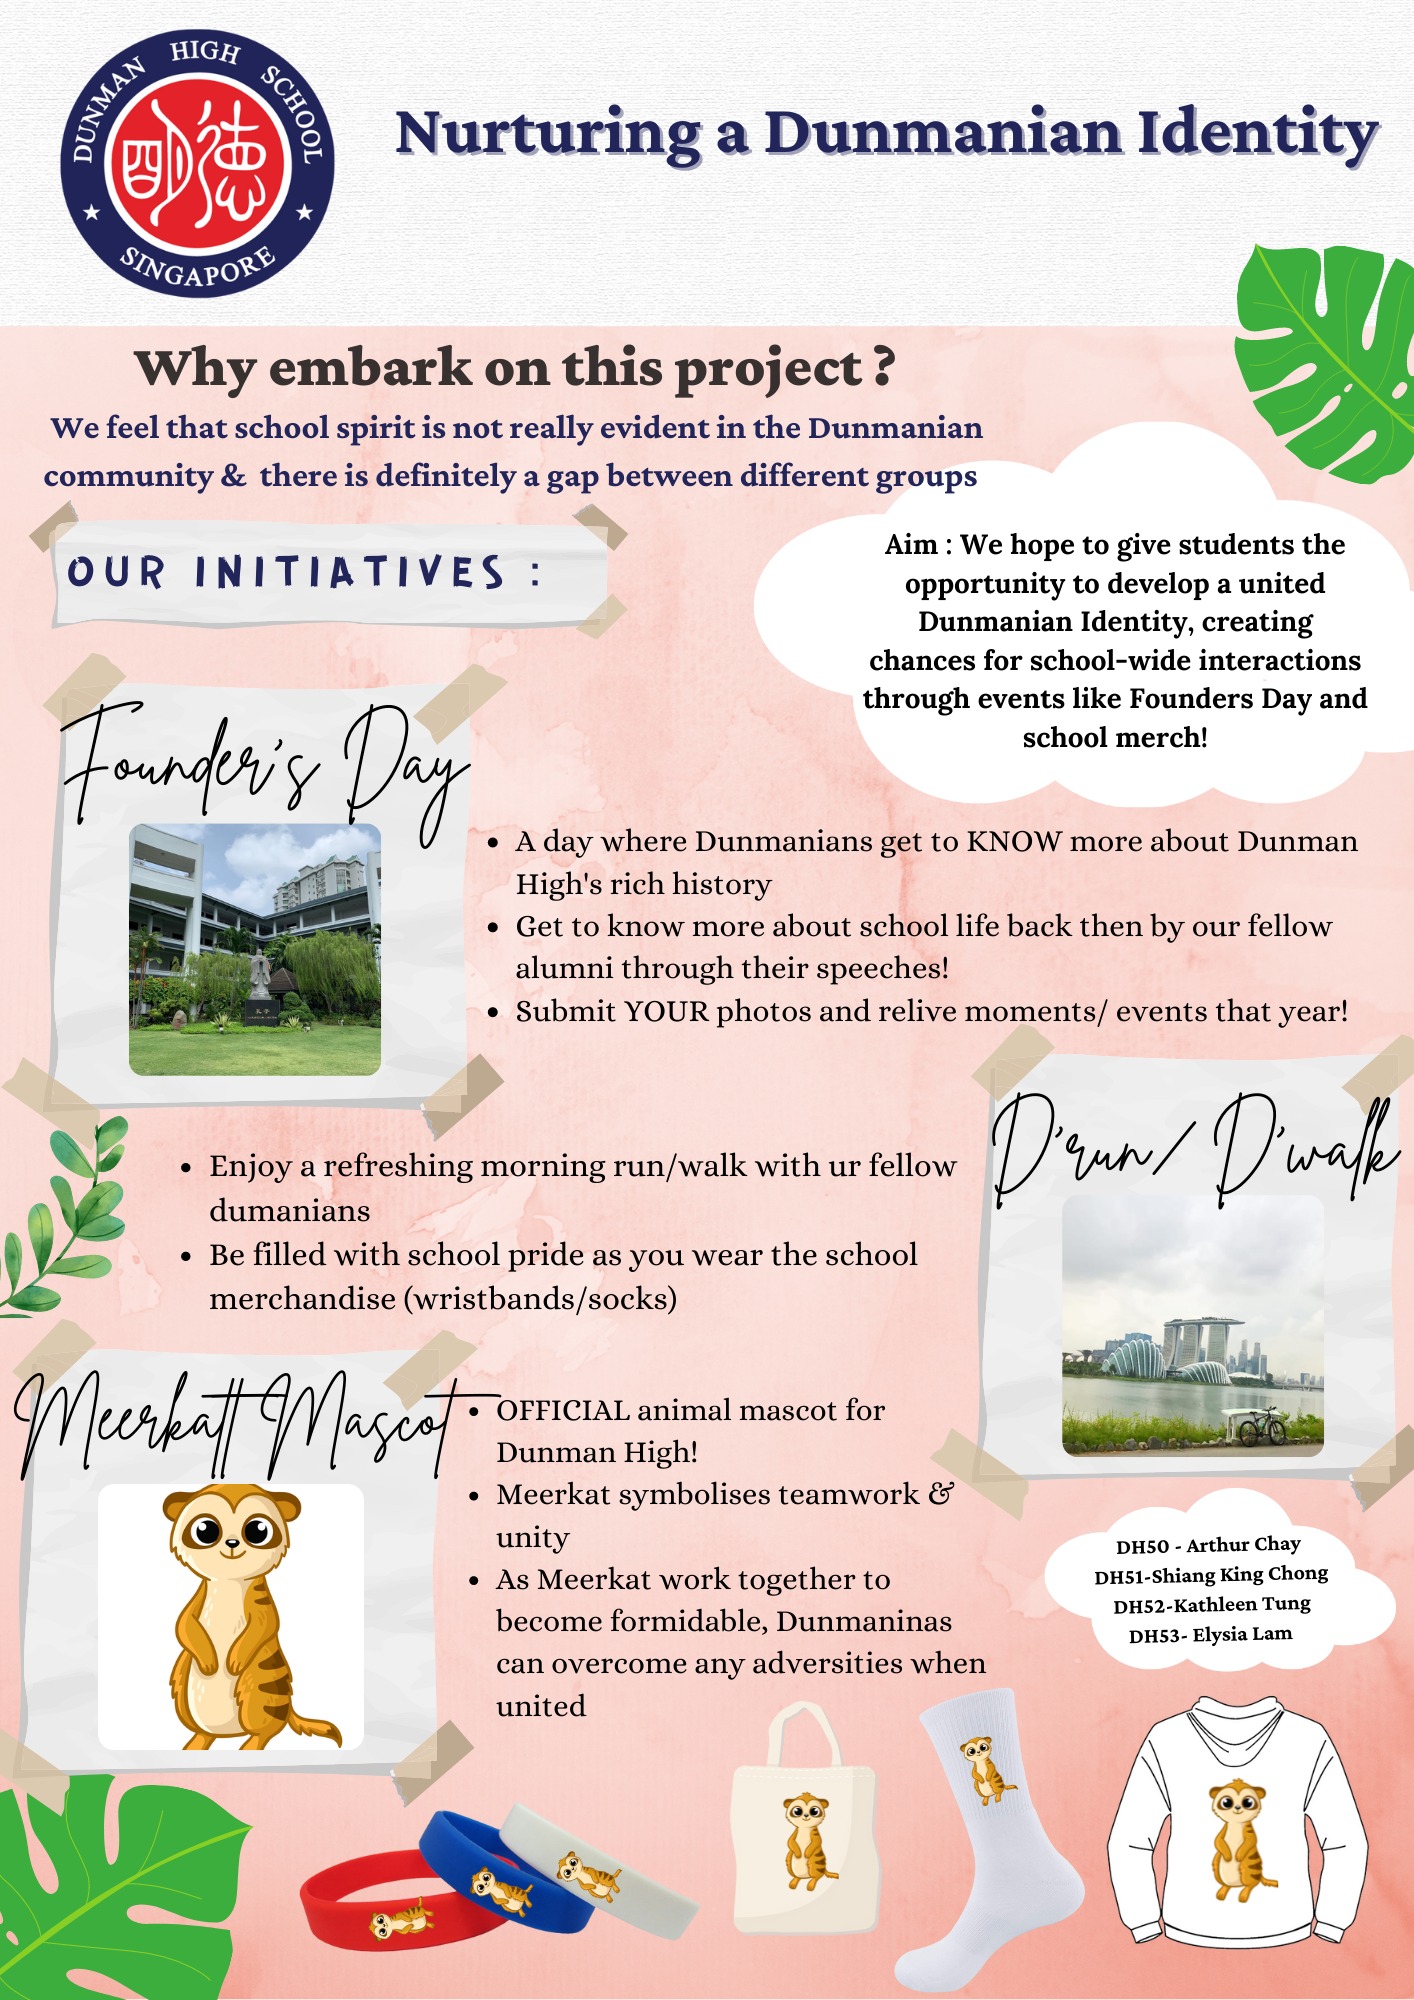 DUNMAN HIGH SCHOOL
SINGAPORE
Nurturing a Dunmanian Identity
Why embark on this project ?
We feel that school spirit is not really evident in the Dunmanian
community & there is definitely a gap between different groups
OUR INITIATIVES :
Aim : We hope to give students the
opportunity to develop a united
Dunmanian Identity, creating
chances for school-wide interactions
through events like Founders Day and
school merch!
Founder's Day
• A day where Dunmanians get to KNOW more about Dunman
High's rich history
• Get to know more about school life back then by our fellow
alumni through their speeches!
• Submit YOUR photos and relive moments/ events that year!
D'run/ D'walk
• Enjoy a refreshing morning run/walk with ur fellow
dumanians
• Be filled with school pride as you wear the school
merchandise (wristbands/socks)
Meerkatt Mascot
• OFFICIAL animal mascot for
Dunman High!
• Meerkat symbolises teamwork &
unity
• As Meerkat work together to
become formidable, Dunmaninas
can overcome any adversities when
united
DH50 - Arthur Chay
DH51-Shiang King Chong
DH52-Kathleen Tung
DH53- Elysia Lam